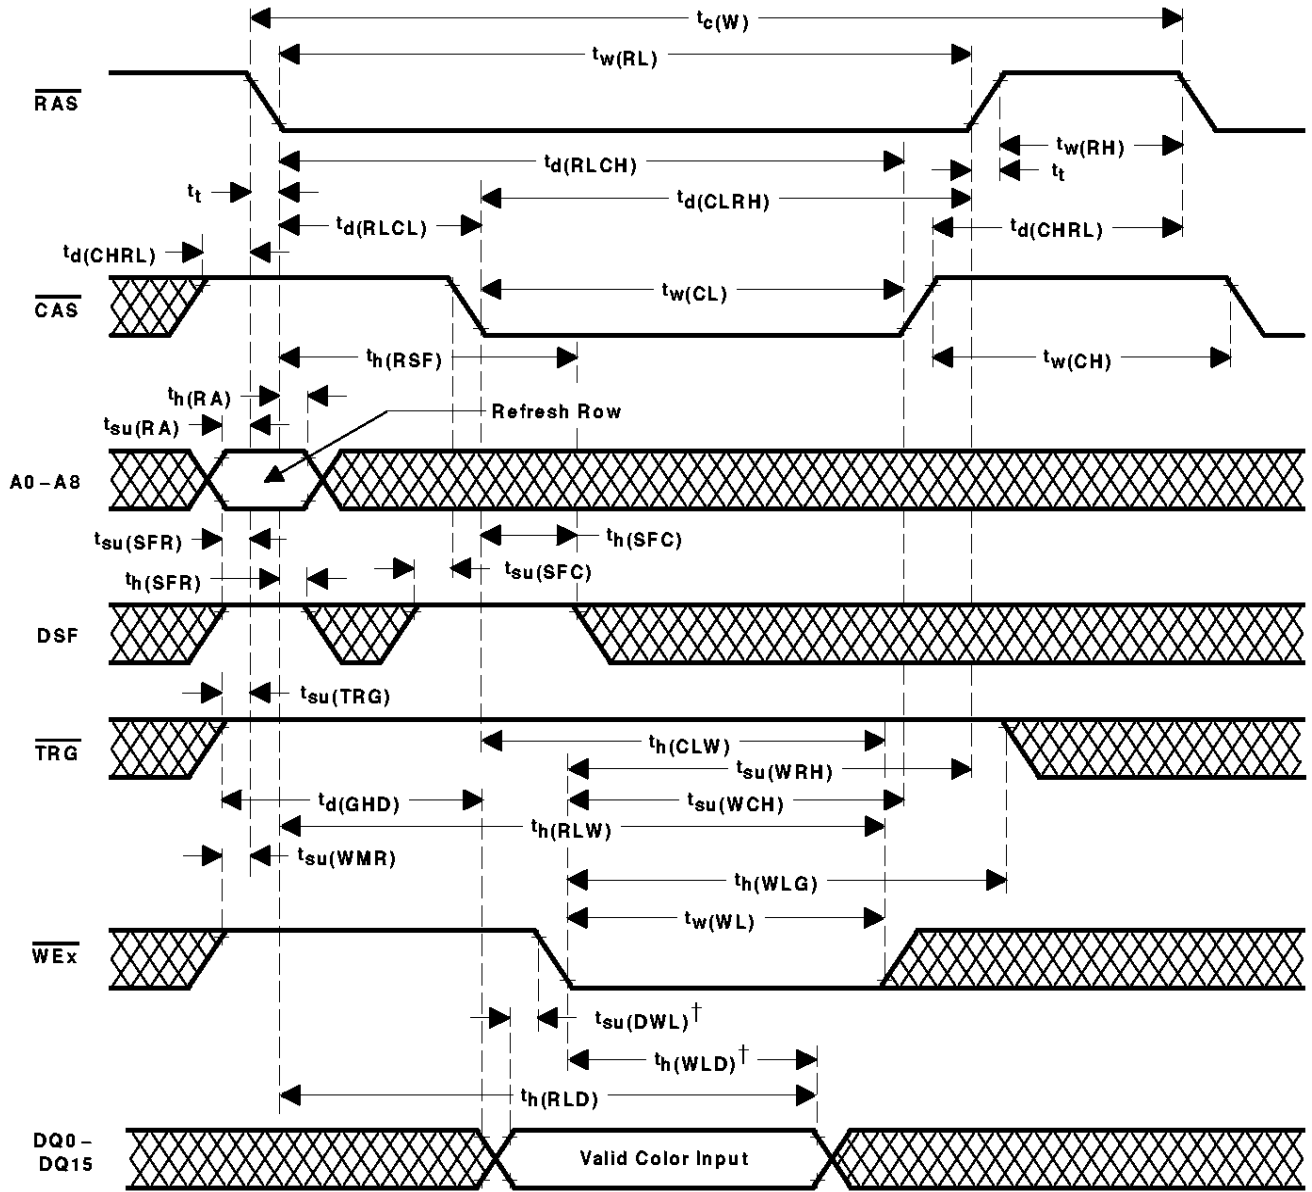 tc(W)
tw(RL)
RAS
tw(RH)
td(RLCH)
tt
tt
td(CLRH)
td(RLCL)
td(CHRL)
td(CHRL)
CAS
tw(CL)
th(RSF)
tw(CH)
th(RA)
Refresh Row
tsu(RA)
A0–A8
tsu(SFR)
th(SFC)
th(SFR)
tsu(SFC)
DSF
tsu(TRG)
TRG
th(CLW)
tsu(WRH)
td(GHD)
tsu(WCH)
th(RLW)
tsu(WMR)
th(WLG)
tw(WL)
WEx
tsu(DWL)†
th(WLD)†
th(RLD)
DQ0–
DQ15
Valid Color Input